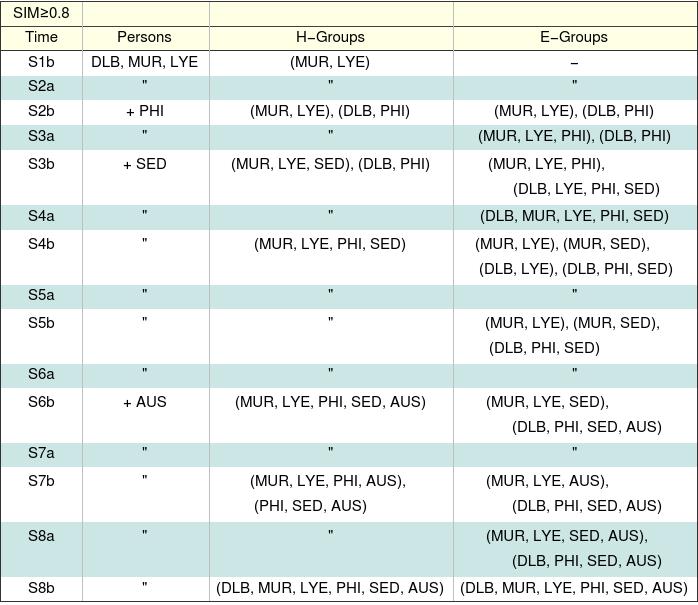 SIM≥0.8
Time Persons H−Groups E−Groups
S1b DLB, MUR, LYE (MUR, LYE) −
S2a " " "
S2b + PHI (MUR, LYE), (DLB, PHI) (MUR, LYE), (DLB, PHI)
S3a " " (MUR, LYE, PHI), (DLB, PHI)
S3b + SED (MUR, LYE, SED), (DLB, PHI) (MUR, LYE, PHI),
(DLB, LYE, PHI, SED)
S4a " " (DLB, MUR, LYE, PHI, SED)
S4b " (MUR, LYE, PHI, SED) (MUR, LYE), (MUR, SED),
(DLB, LYE), (DLB, PHI, SED)
S5a " " "
S5b " " (MUR, LYE), (MUR, SED),
(DLB, PHI, SED)
S6a " " "
S6b + AUS (MUR, LYE, PHI, SED, AUS) (MUR, LYE, SED),
(DLB, PHI, SED, AUS)
S7a " " "
S7b " (MUR, LYE, PHI, AUS), (MUR, LYE, AUS),
(PHI, SED, AUS) (DLB, PHI, SED, AUS)
S8a " " (MUR, LYE, SED, AUS),
(DLB, PHI, SED, AUS)
S8b " (DLB, MUR, LYE, PHI, SED, AUS) (DLB, MUR, LYE, PHI, SED, AUS)